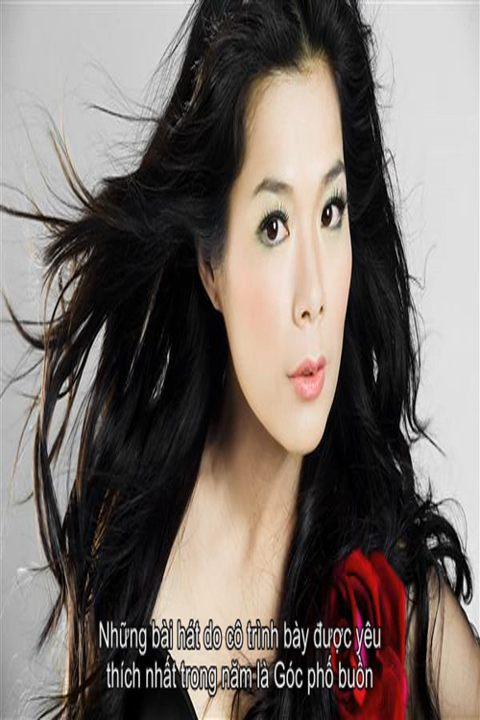 Những bài hát do cô trình bày được yêu
thích nhất trong năm là Góc phố buồn